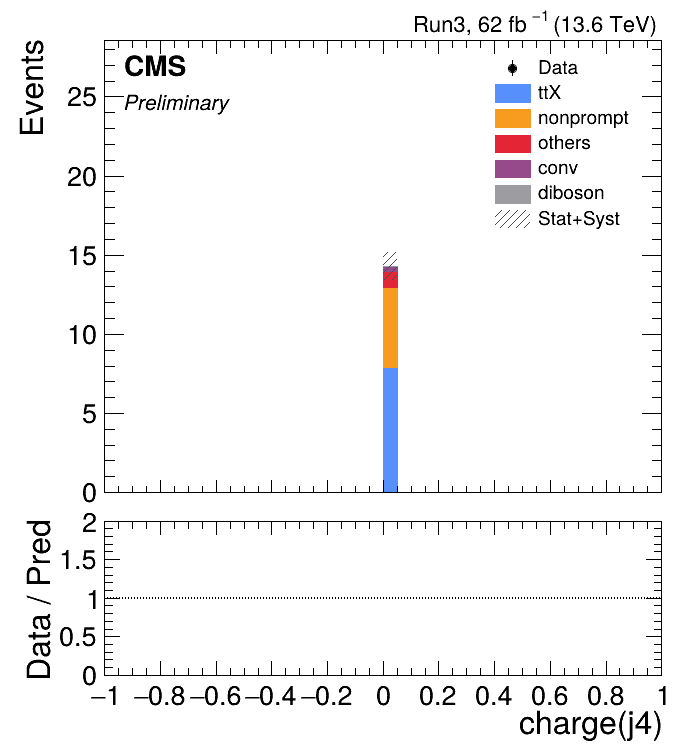 Run3, 62 fb⁻¹ (13.6 TeV)
CMS
Preliminary
Events
25
20
15
10
5
0
Data
ttX
nonprompt
others
conv
diboson
Stat+Syst
Data / Pred
2
1.5
1
0.5
0
−1 −0.8 −0.6 −0.4 −0.2 0 0.2 0.4 0.6 0.8 1
charge(j4)